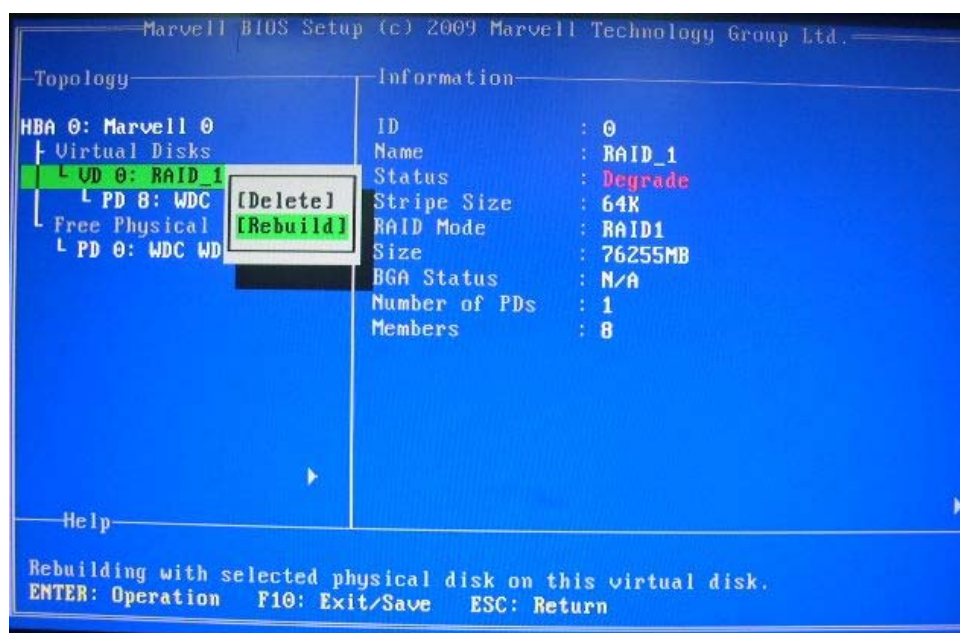 Marvell BIOS Setup (c) 2009 Marvell Technology Group Ltd.
Topology
HBA 0: Marvell 0
Virtual Disks
VD 0: RAID_1
PD 8: WDC
Free Physical
PD 0: WDC WD
[Delete]
[Rebuild]
Information
ID : 0
Name : RAID_1
Status : Degrade
Stripe Size : 64K
RAID Mode : RAID1
Size : 76255MB
BGA Status : N/A
Number of PDs : 1
Members : 8
Help
Rebuilding with selected physical disk on this virtual disk.
ENTER: Operation F10: Exit/Save ESC: Return